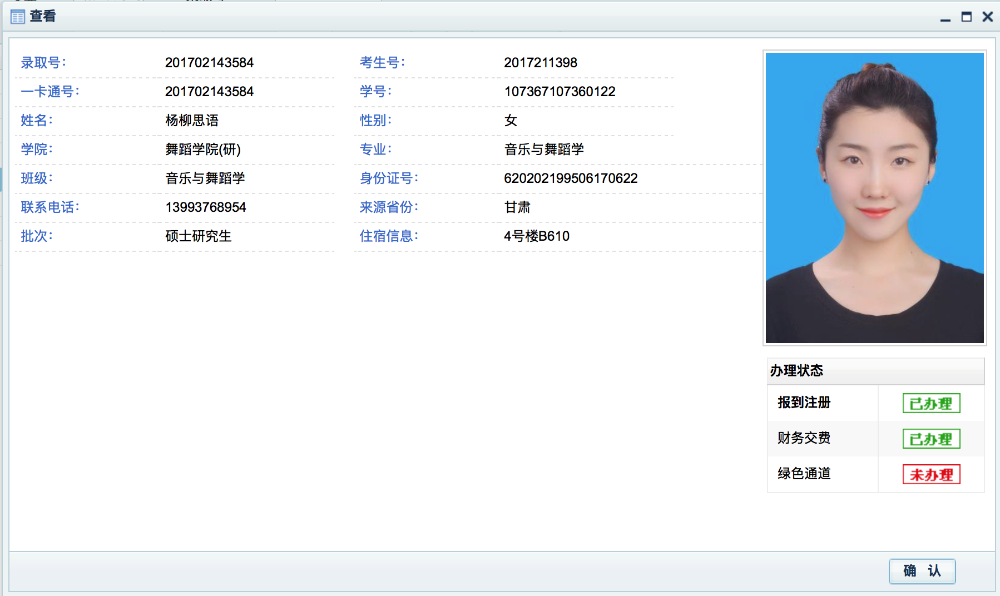 查看
录取号： 201702143584 考生号： 2017211398
一卡通号： 201702143584 学号： 107367107360122
姓名： 杨柳思语 性别： 女
学院： 舞蹈学院(研) 专业： 音乐与舞蹈学
班级： 音乐与舞蹈学 身份证号： 620202199506170622
联系电话： 13993768954 来源省份： 甘肃
批次： 硕士研究生 住宿信息： 4号楼B610
办理状态
报到注册 已办理
财务交费 已办理
绿色通道 未办理
确 认